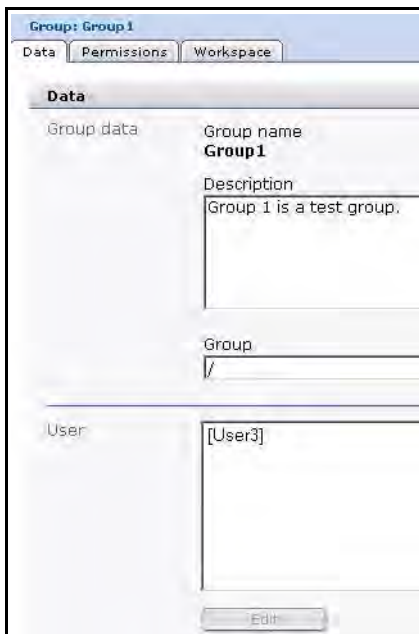 Group: Group1
Data Permissions Workspace
Data
Group data Group name
Group1
Description
Group 1 is a test group.
Group
/
User [User3]
Edit